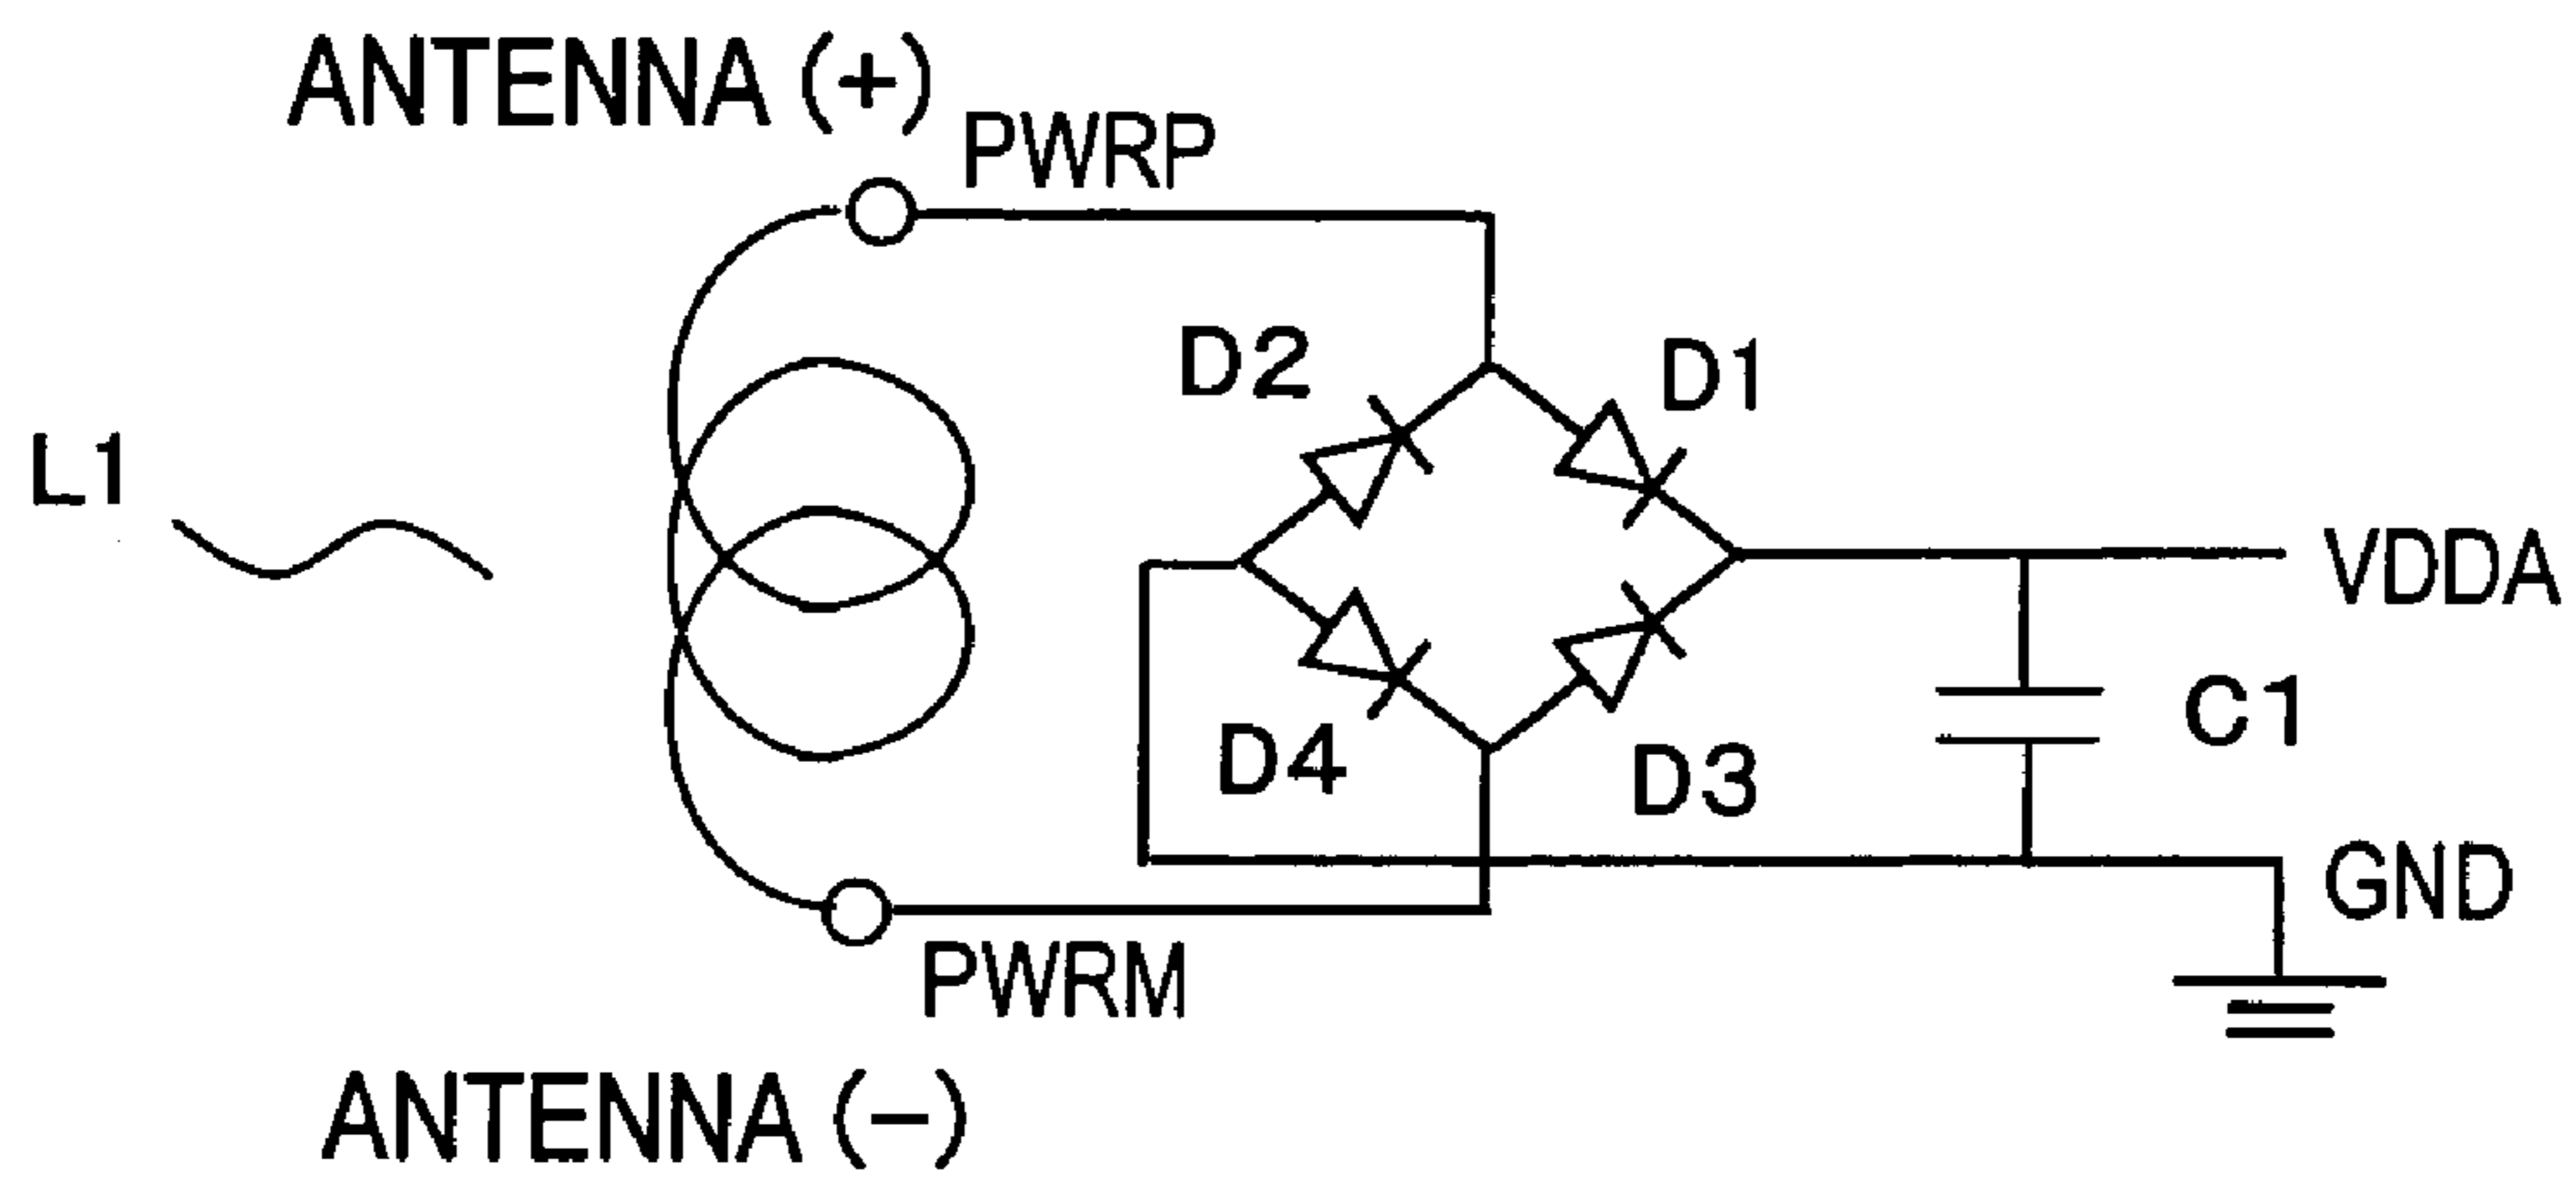 ANTENNA (+)
PWRP
D2
D1
L1
VDDA
C1
D4
D3
GND
PWRM
ANTENNA (−)